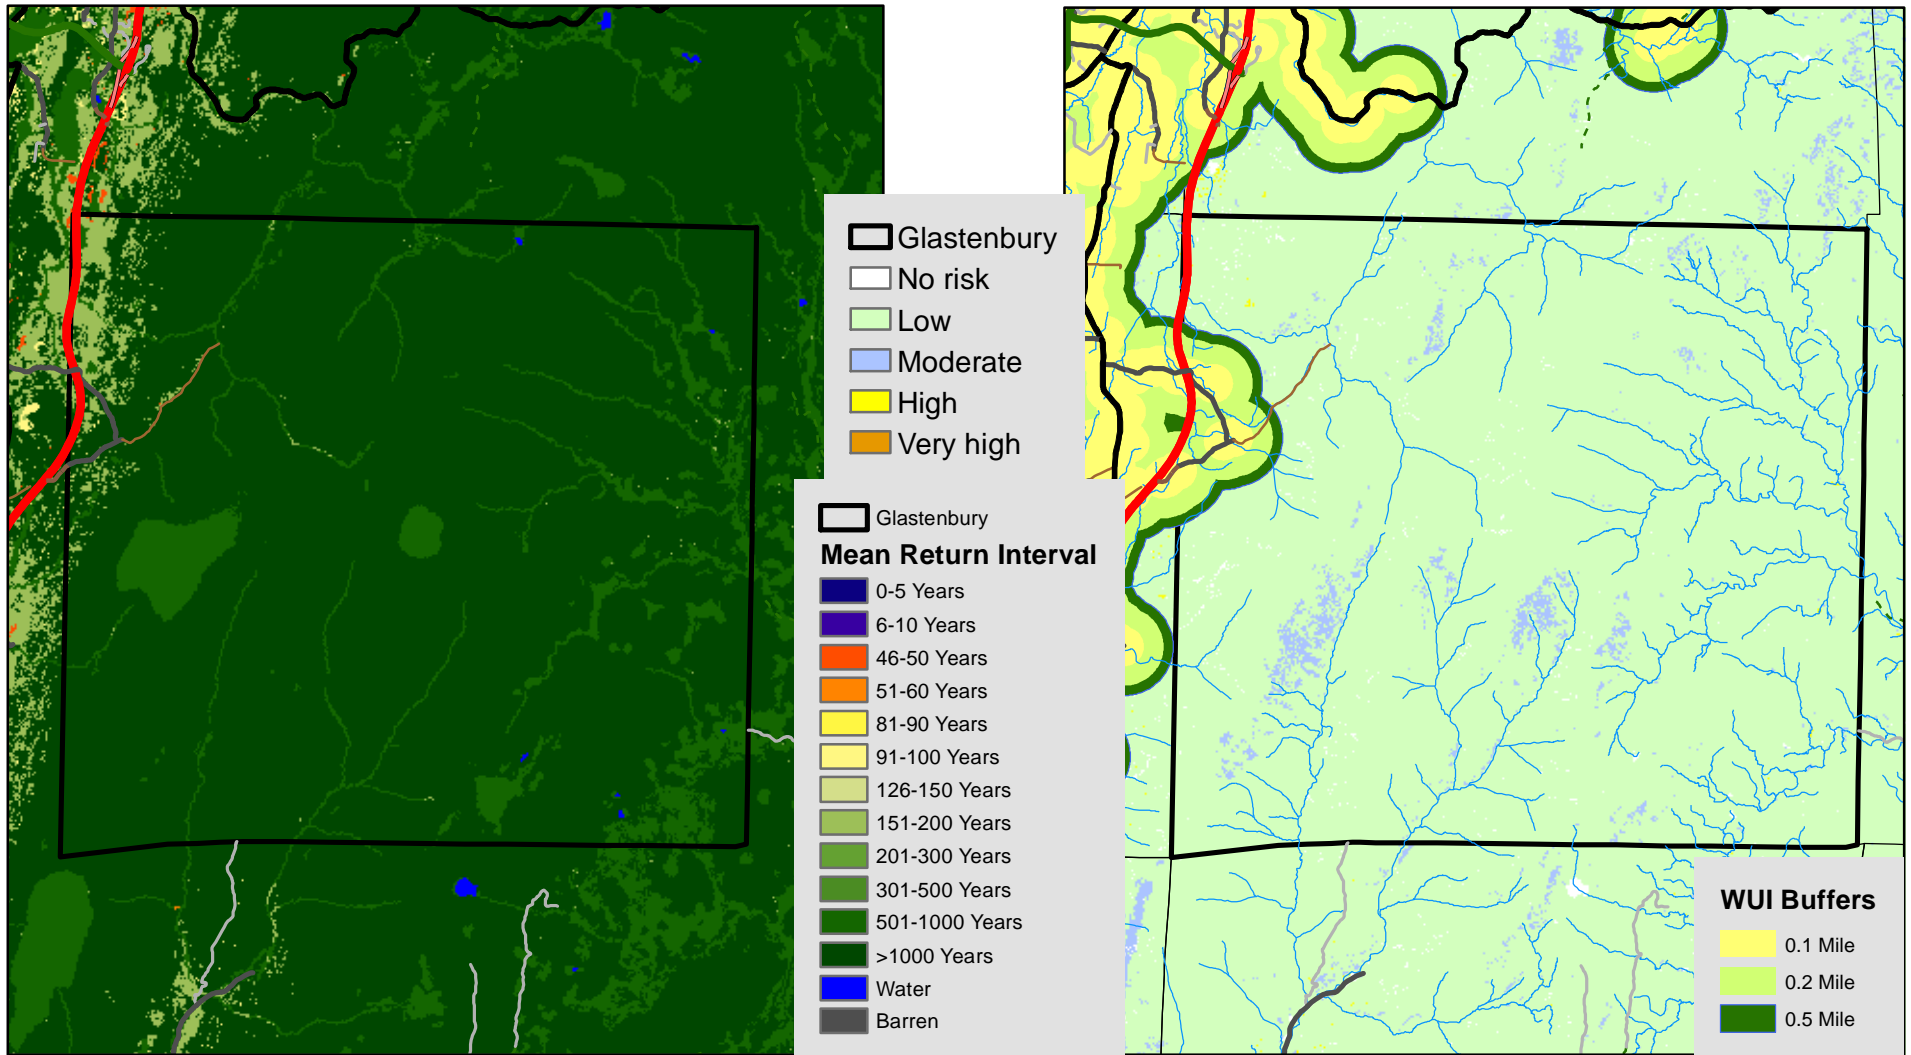 Glastenbury
No risk
Low
Moderate
High
Very high
Glastenbury
Mean Return Interval
0-5 Years
6-10 Years
46-50 Years
51-60 Years
81-90 Years
91-100 Years
126-150 Years
151-200 Years
201-300 Years
301-500 Years
501-1000 Years
>1000 Years
Water
Barren
WUI Buffers
0.1 Mile
0.2 Mile
0.5 Mile